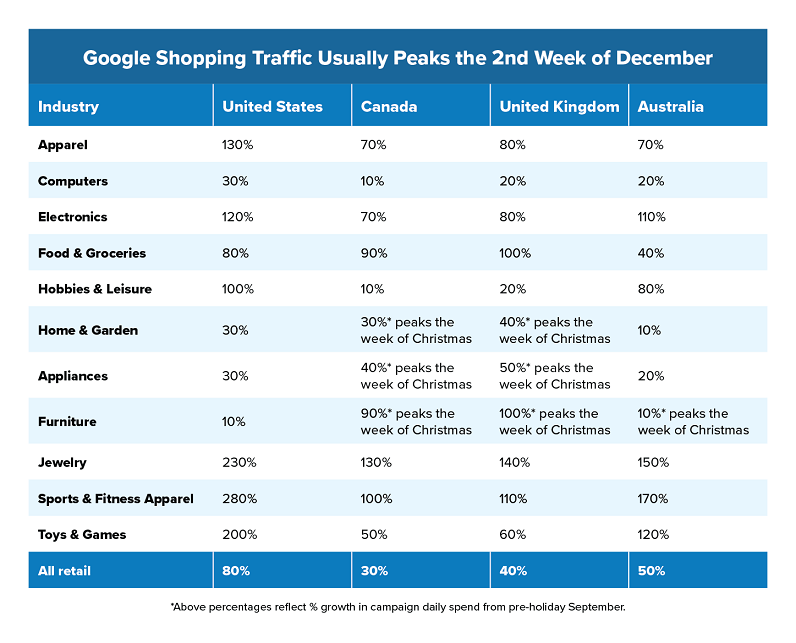 Google Shopping Traffic Usually Peaks the 2nd Week of December
Industry United States Canada United Kingdom Australia
Apparel 130% 70% 80% 70%
Computers 30% 10% 20% 20%
Electronics 120% 70% 80% 110%
Food & Groceries 80% 90% 100% 40%
Hobbies & Leisure 100% 10% 20% 80%
Home & Garden 30% 30%* peaks the week of Christmas 40%* peaks the week of Christmas 10%
Appliances 30% 40%* peaks the week of Christmas 50%* peaks the week of Christmas 20%
Furniture 10% 90%* peaks the week of Christmas 100%* peaks the week of Christmas 10%* peaks the week of Christmas
Jewelry 230% 130% 140% 150%
Sports & Fitness Apparel 280% 100% 110% 170%
Toys & Games 200% 50% 60% 120%
All retail 80% 30% 40% 50%
*Above percentages reflect % growth in campaign daily spend from pre-holiday September.